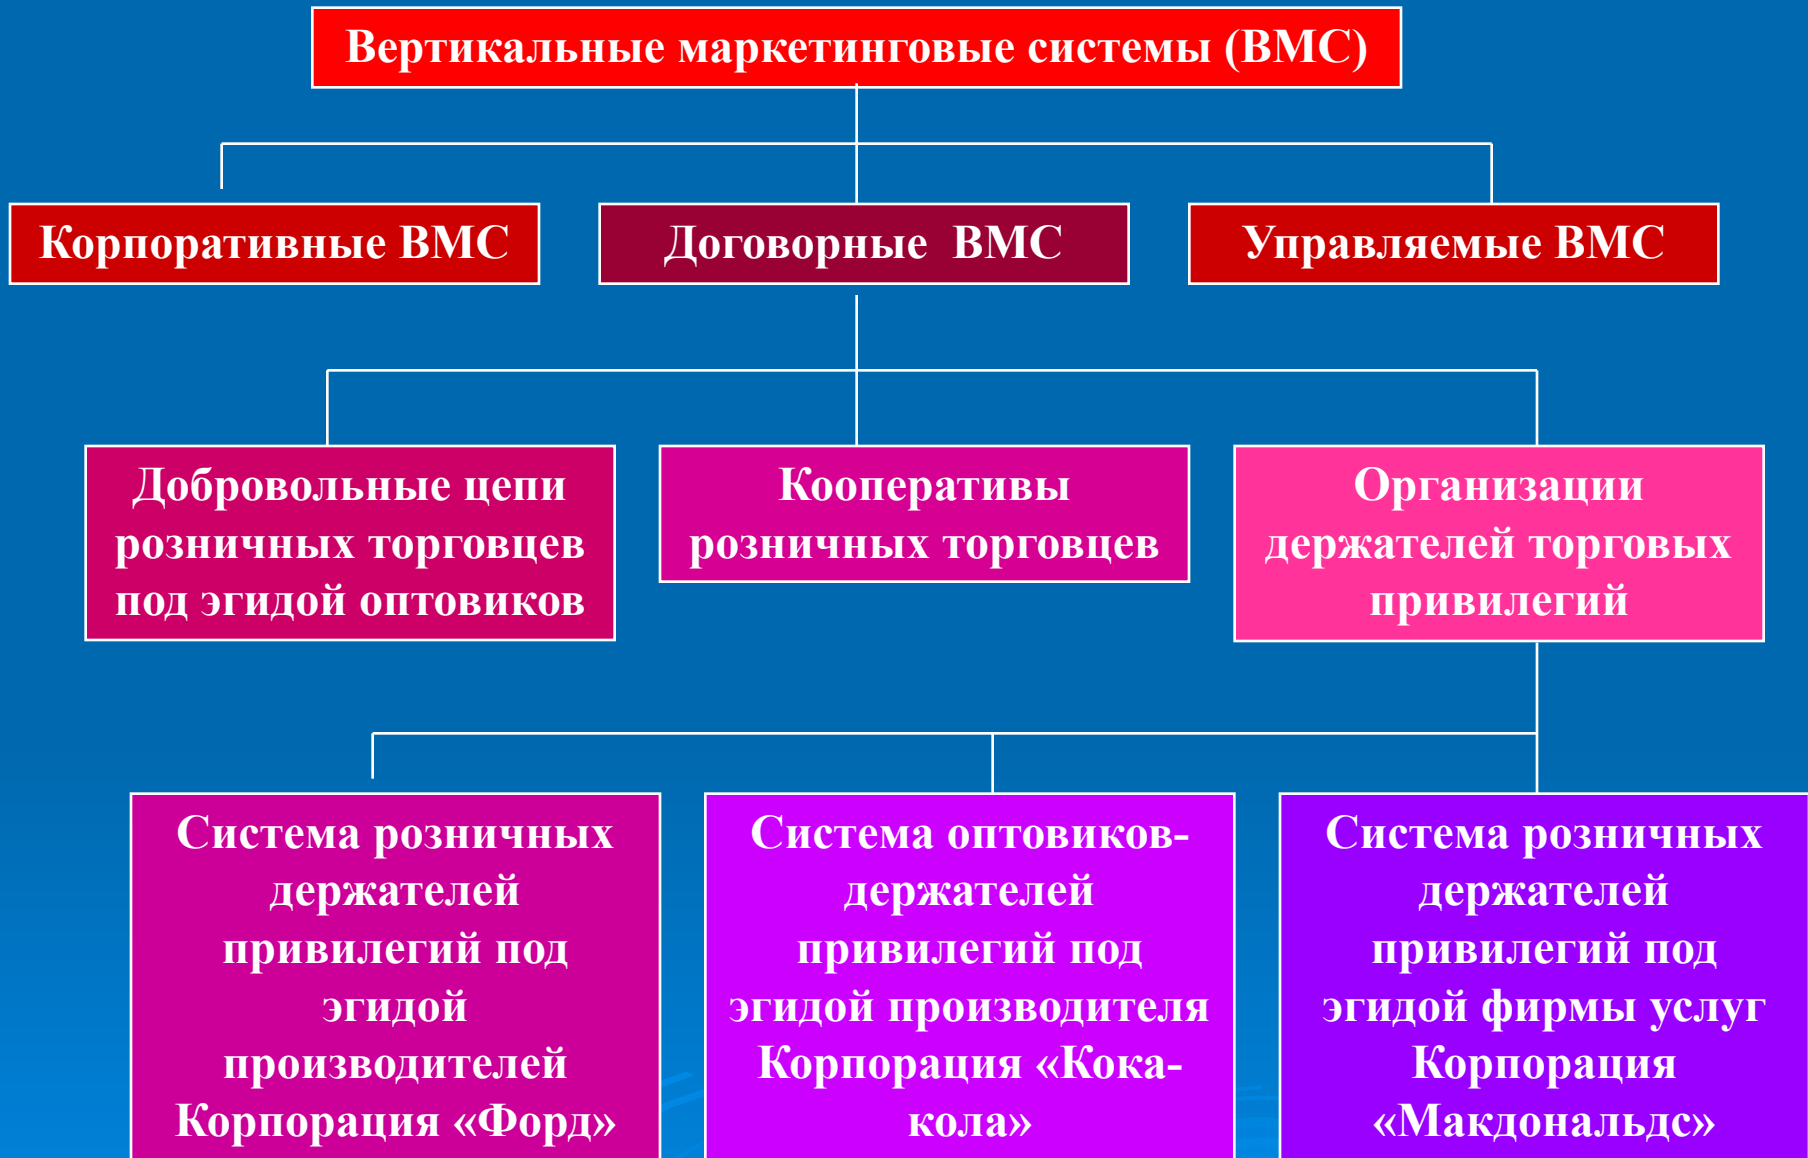 Вертикальные маркетинговые системы (ВМС)
Корпоративные ВМС
Договорные ВМС
Управляемые ВМС
Добровольные цепи
розничных торговцев
под эгидой оптовиков
Кооперативы
розничных торговцев
Организации
держателей торговых
привилегий
Система розничных
держателей
привилегий под
эгидой
производителей
Корпорация «Форд»
Система оптовиков-
держателей
привилегий под
эгидой производителя
Корпорация «Кока-
кола»
Система розничных
держателей
привилегий под
эгидой фирмы услуг
Корпорация
«Макдональдс»